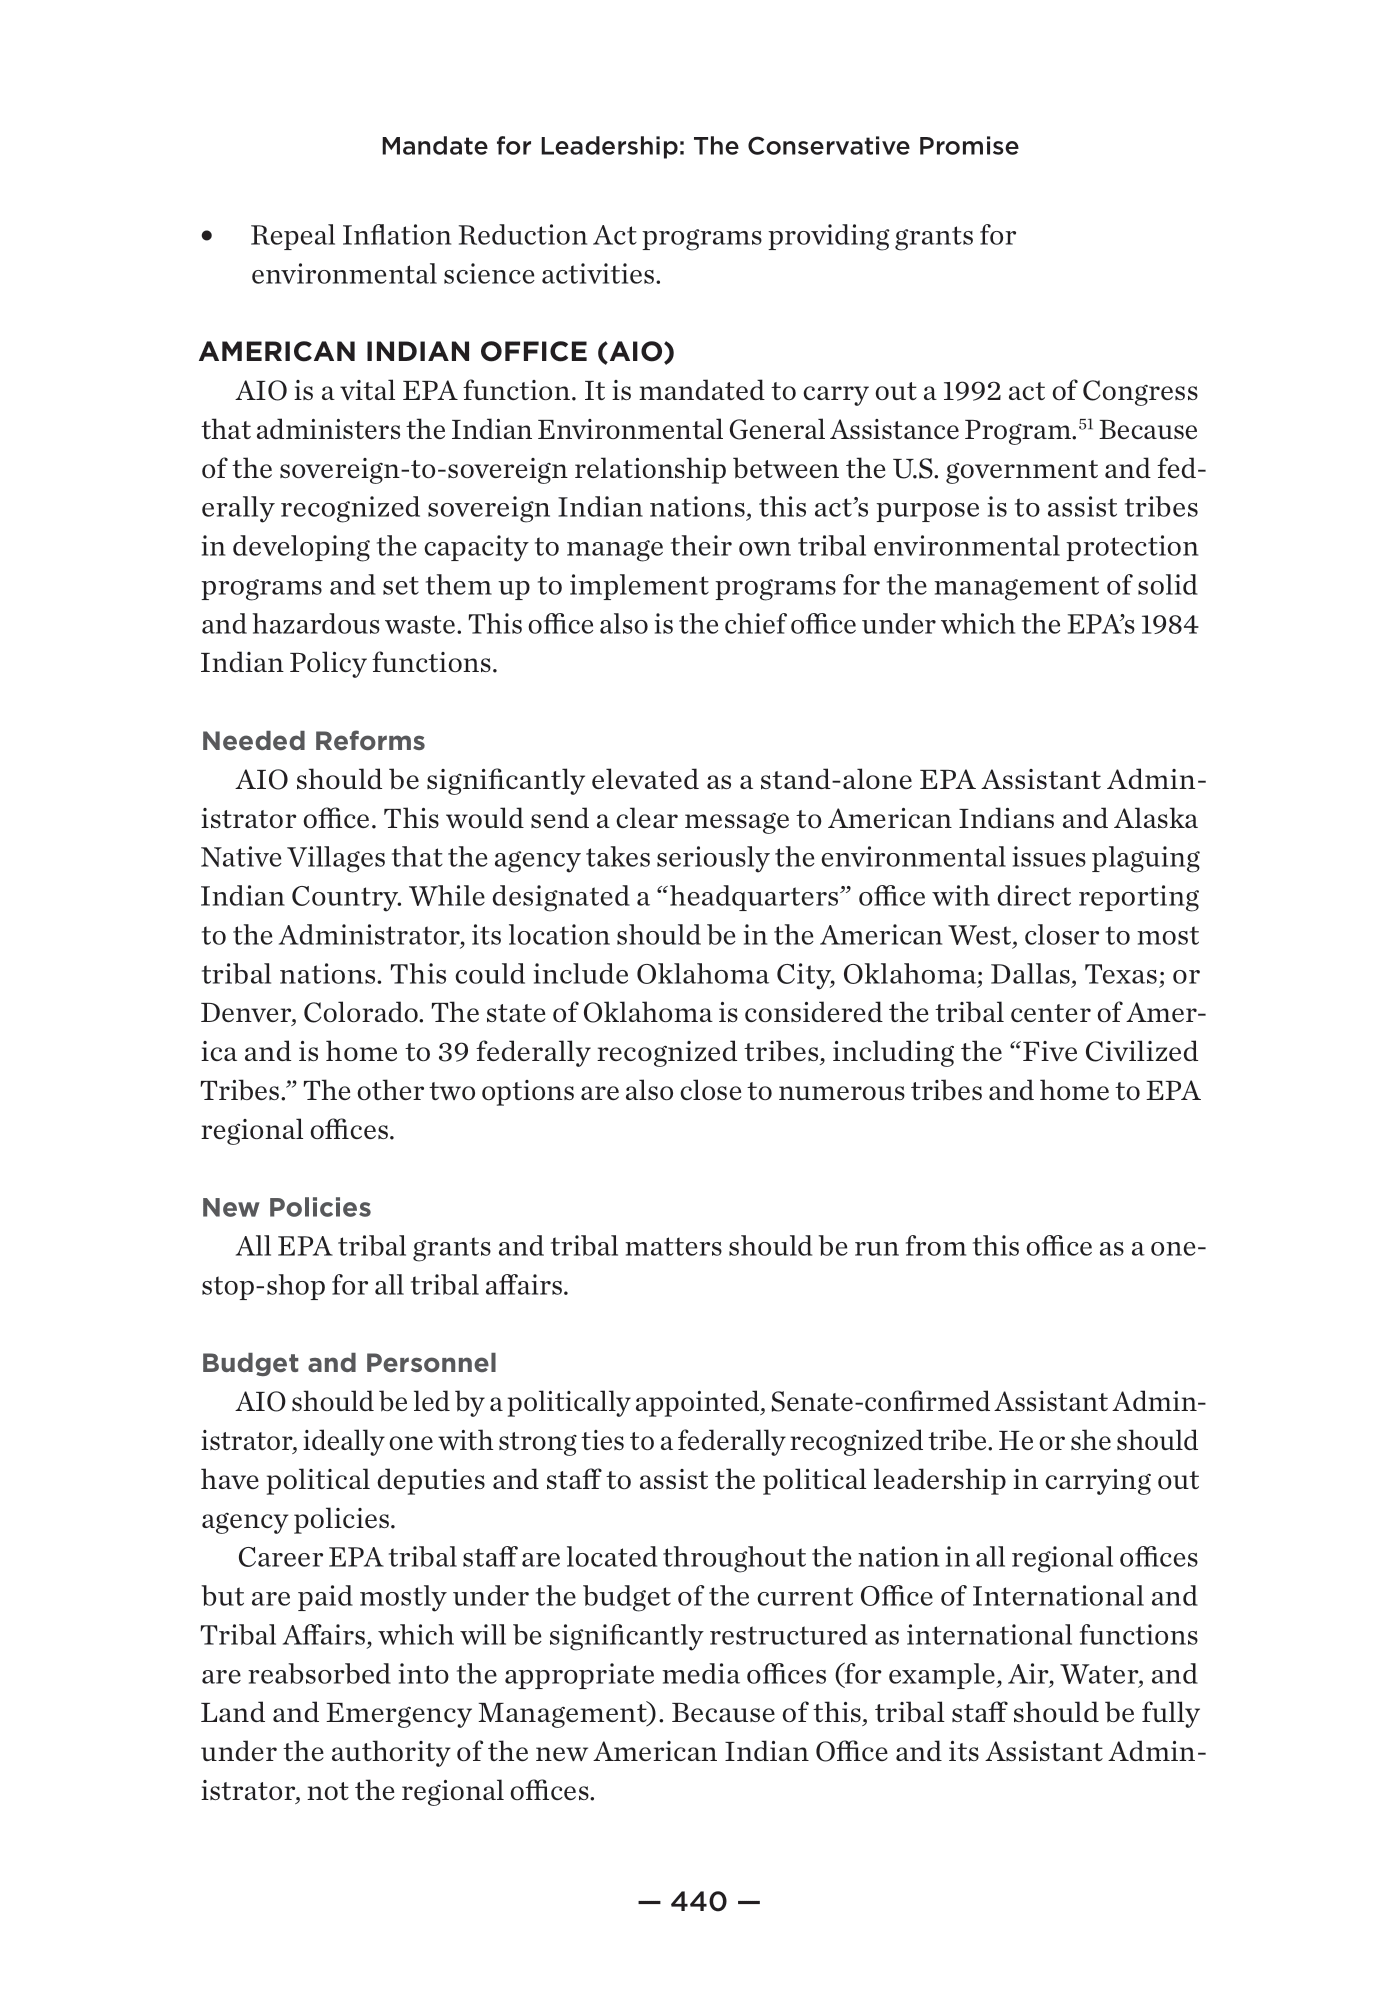 Mandate for Leadership: The Conservative Promise
• Repeal Inflation Reduction Act programs providing grants for
environmental science activities.
AMERICAN INDIAN OFFICE (AIO)
AIO is a vital EPA function. It is mandated to carry out a 1992 act of Congress
that administers the Indian Environmental General Assistance Program.51 Because
of the sovereign-to-sovereign relationship between the U.S. government and fed-
erally recognized sovereign Indian nations, this act’s purpose is to assist tribes
in developing the capacity to manage their own tribal environmental protection
programs and set them up to implement programs for the management of solid
and hazardous waste. This office also is the chief office under which the EPA’s 1984
Indian Policy functions.
Needed Reforms
AIO should be significantly elevated as a stand-alone EPA Assistant Admin-
istrator office. This would send a clear message to American Indians and Alaska
Native Villages that the agency takes seriously the environmental issues plaguing
Indian Country. While designated a “headquarters” office with direct reporting
to the Administrator, its location should be in the American West, closer to most
tribal nations. This could include Oklahoma City, Oklahoma; Dallas, Texas; or
Denver, Colorado. The state of Oklahoma is considered the tribal center of Amer-
ica and is home to 39 federally recognized tribes, including the “Five Civilized
Tribes.” The other two options are also close to numerous tribes and home to EPA
regional offices.
New Policies
All EPA tribal grants and tribal matters should be run from this office as a one-
stop-shop for all tribal affairs.
Budget and Personnel
AIO should be led by a politically appointed, Senate-confirmed Assistant Admin-
istrator, ideally one with strong ties to a federally recognized tribe. He or she should
have political deputies and staff to assist the political leadership in carrying out
agency policies.
Career EPA tribal staff are located throughout the nation in all regional offices
but are paid mostly under the budget of the current Office of International and
Tribal Affairs, which will be significantly restructured as international functions
are reabsorbed into the appropriate media offices (for example, Air, Water, and
Land and Emergency Management). Because of this, tribal staff should be fully
under the authority of the new American Indian Office and its Assistant Admin-
istrator, not the regional offices.
— 440 —